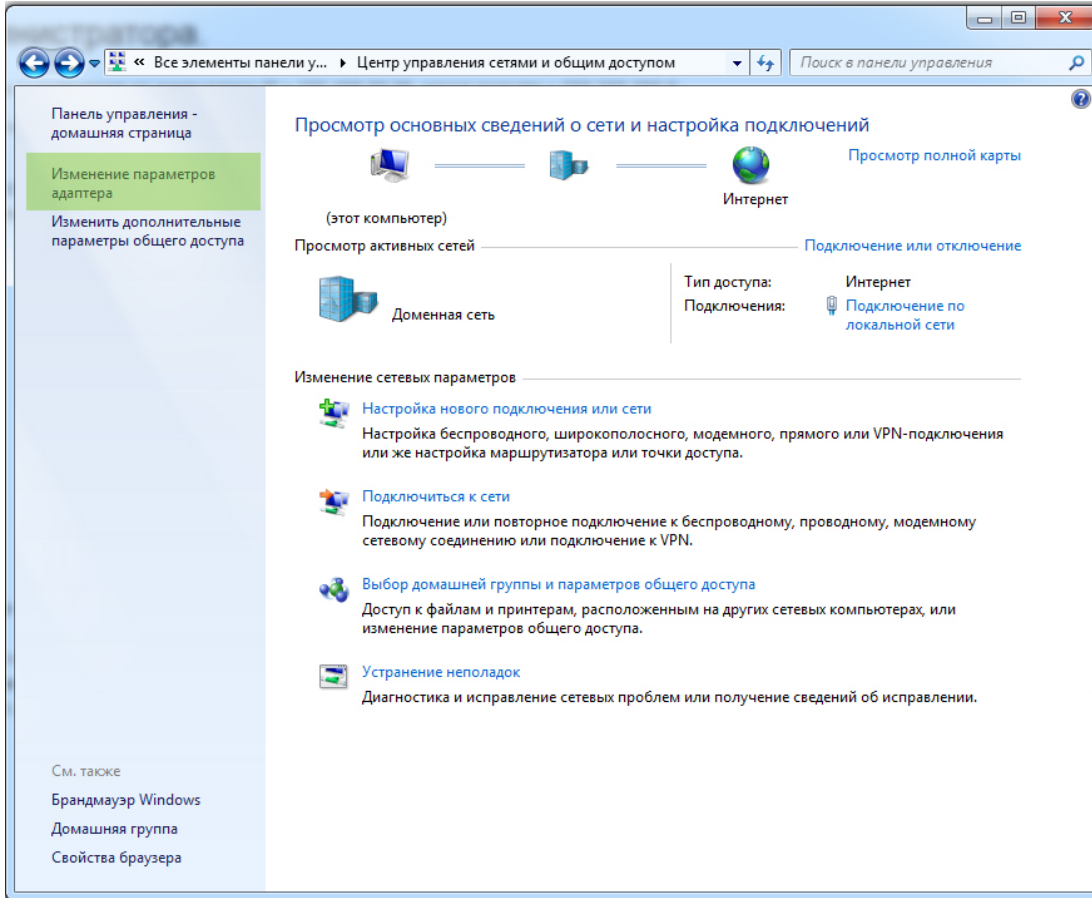 « Все элементы панели у... Центр управления сетями и общим доступом Поиск в панели управления
Панель управления -
домашняя страница
Изменение параметров
адаптера
Изменить дополнительные
параметры общего доступа
См. также
Брандмауэр Windows
Домашняя группа
Свойства браузера
Просмотр основных сведений о сети и настройка подключений
Просмотр полной карты
(этот компьютер)
Интернет
Просмотр активных сетей Подключение или отключение
Доменная сеть
Тип доступа: Интернет
Подключения: Подключение по
локальной сети
Изменение сетевых параметров
Настройка нового подключения или сети
Настройка беспроводного, широкополосного, модемного, прямого или VPN-подключения
или же настройка маршрутизатора или точки доступа.
Подключиться к сети
Подключение или повторное подключение к беспроводному, проводному, модемному
сетевому соединению или подключение к VPN.
Выбор домашней группы и параметров общего доступа
Доступ к файлам и принтерам, расположенным на других сетевых компьютерах, или
изменение параметров общего доступа.
Устранение неполадок
Диагностика и исправление сетевых проблем или получение сведений об исправлении.